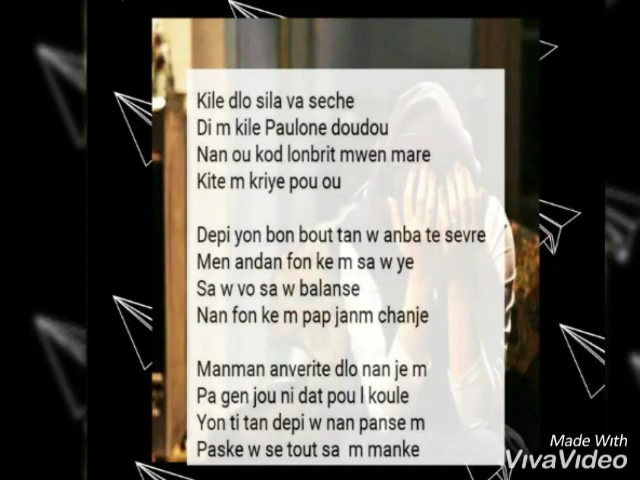 Kile dlo sila va seche
Di m kile Paulone doudou
Nan ou kod lonbrit mwen mare
Kite m kriye pou ou
Depi yon bon bout tan w anba te sevre
Men andan fon ke m sa w ye
Sa w vo sa w balanse
Nan fon ke m pap janm chanje
Manman anverite dlo nan je m
Pa gen jou ni dat pou l koule
Yon ti tan depi w nan panse m
Paske w se tout sa m manke
Made With
VivaVideo